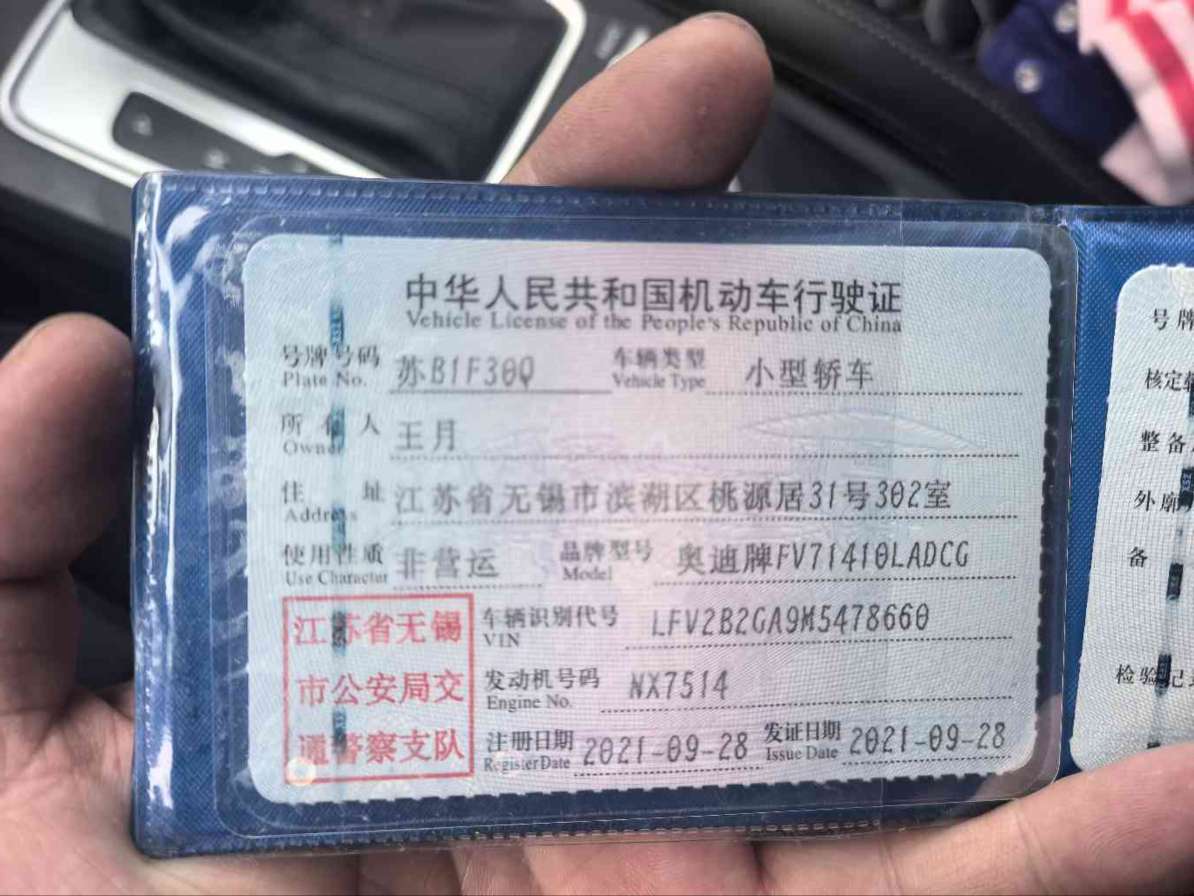 中华人民共和国机动车行驶证
Vehicle License of the People's Republic of China
号牌号码 苏B1F30Q 车辆类型 小型轿车
Plate No. Vehicle Type
所有人 王月
Owner
住址 江苏省无锡市滨湖区桃源居31号302室
Address
使用性质 非营运 品牌型号 奥迪牌FV71410LADCG
Use Character Model
江苏省无锡
市公安局交
通警察支队
车辆识别代号 LFV2B2GA9M5478660
VIN
发动机号码 NX7514
Engine No.
注册日期 2021-09-28 发证日期 2021-09-28
Register Date Issue Date
号牌
核定
整备
外廓
备
检验记